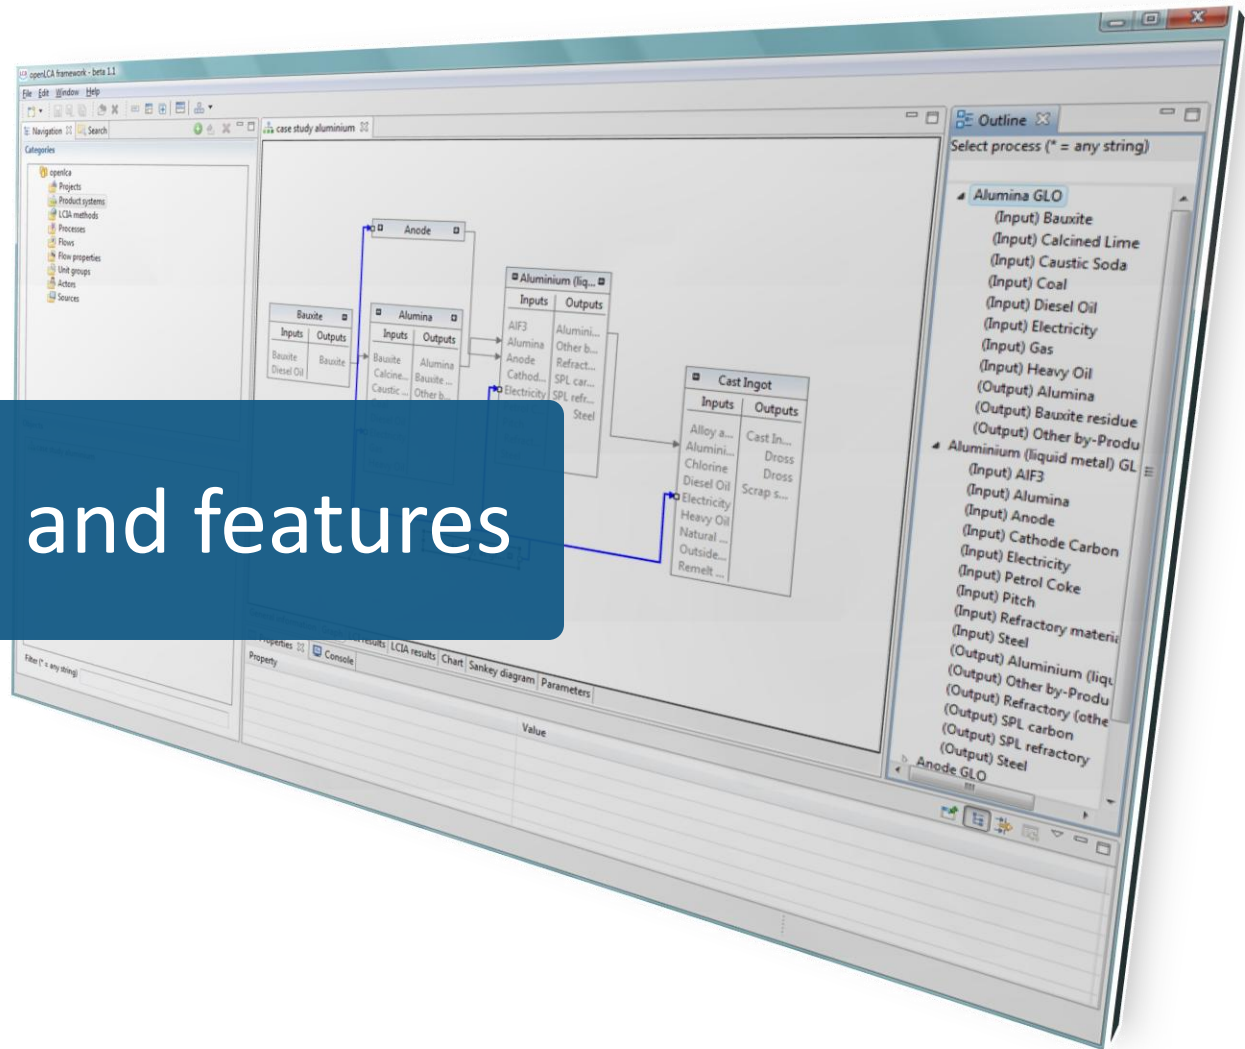 openLCA framework - beta 1.1
File Edit Window Help
Navigation Search
Categories
openlca
Projects
Product systems
LCIA methods
Processes
Flows
Flow properties
Unit groups
Actors
Sources
Filter (* = any string)
case study aluminium
Anode
Bauxite
Inputs Outputs
Bauxite Bauxite
Diesel Oil
Alumina
Inputs Outputs
Bauxite Alumina
Calcine... Bauxite ...
Caustic ... Other b...
Aluminium (liq...
Inputs Outputs
AlF3 Alumini...
Alumina Other b...
Anode Refract...
Cathod... SPL car...
Electricity SPL refr...
Steel
Cast Ingot
Inputs Outputs
Alloy a... Cast In...
Alumini... Dross
Chlorine Dross
Diesel Oil Scrap s...
Electricity
Heavy Oil
Natural ...
Outside...
Remelt ...
and features
results LCIA results Chart Sankey diagram Parameters
Properties Console
Property Value
Outline
Select process (* = any string)
Alumina GLO
(Input) Bauxite
(Input) Calcined Lime
(Input) Caustic Soda
(Input) Coal
(Input) Diesel Oil
(Input) Electricity
(Input) Gas
(Input) Heavy Oil
(Output) Alumina
(Output) Bauxite residue
(Output) Other by-Produ
Aluminium (liquid metal) GL
(Input) AlF3
(Input) Alumina
(Input) Anode
(Input) Cathode Carbon
(Input) Electricity
(Input) Petrol Coke
(Input) Pitch
(Input) Refractory materia
(Input) Steel
(Output) Aluminium (liqu
(Output) Other by-Produ
(Output) Refractory (othe
(Output) SPL carbon
(Output) SPL refractory
(Output) Steel
Anode GLO